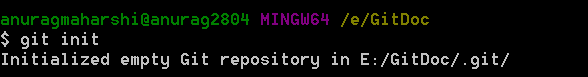 anuragmaharshi@anurag2804 MINGW64 /e/GitDoc
$ git init
Initialized empty Git repository in E:/GitDoc/.git/